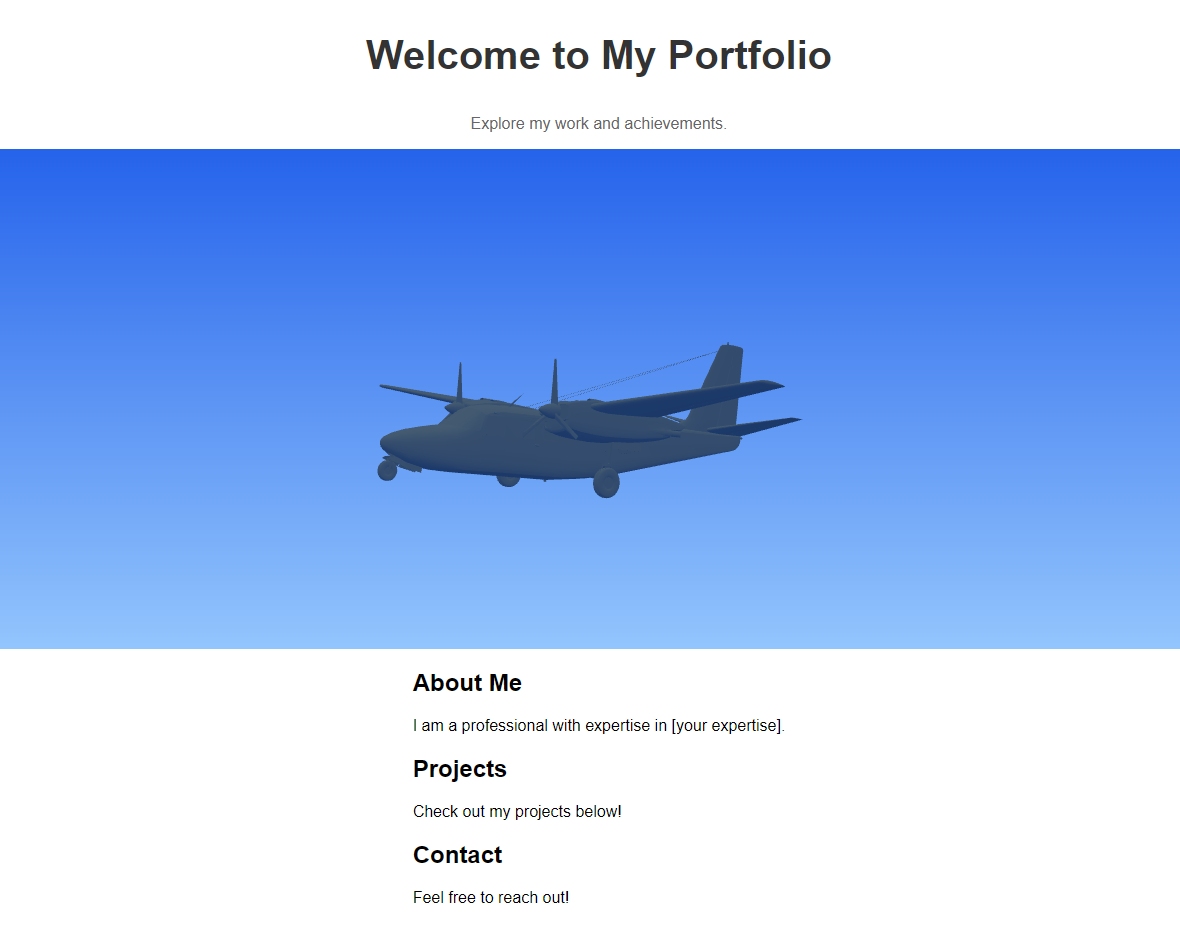 Welcome to My Portfolio
Explore my work and achievements.
About Me
I am a professional with expertise in [your expertise].
Projects
Check out my projects below!
Contact
Feel free to reach out!